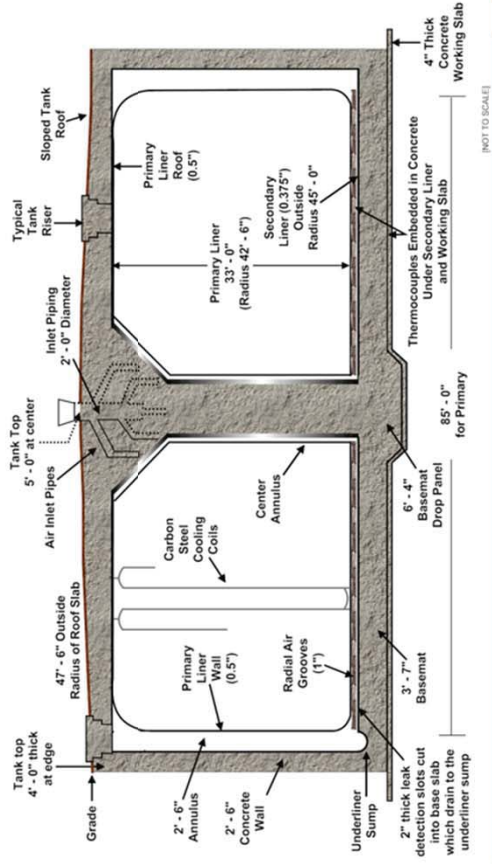 Tank top
4' - 0" thick
at edge
Grade
47' - 6" Outside
Radius of Roof Slab
Air Inlet Pipes
Tank Top
5' - 0" at center
Inlet Piping
2' - 0" Diameter
Typical
Tank
Riser
Sloped Tank
Roof
2' - 6"
Annulus
2' - 6"
Concrete
Wall
Primary
Liner
Wall
(0.5")
Carbon
Steel
Cooling
Coils
Center
Annulus
Radial Air
Grooves
(1")
Primary
Liner
Roof
(0.5")
Primary Liner
33' - 0"
(Radius 42' - 6")
Secondary
Liner (0.375")
Outside
Radius 45' - 0"
Underliner
Sump
2" thick leak
detection slots cut
into base slab
which drain to the
underliner sump
3' - 7"
Basemat
6' - 4"
Basemat
Drop Panel
85' - 0"
for Primary
Thermocouples Embedded in Concrete
Under Secondary Liner
and Working Slab
4" Thick
Concrete
Working Slab
[NOT TO SCALE]